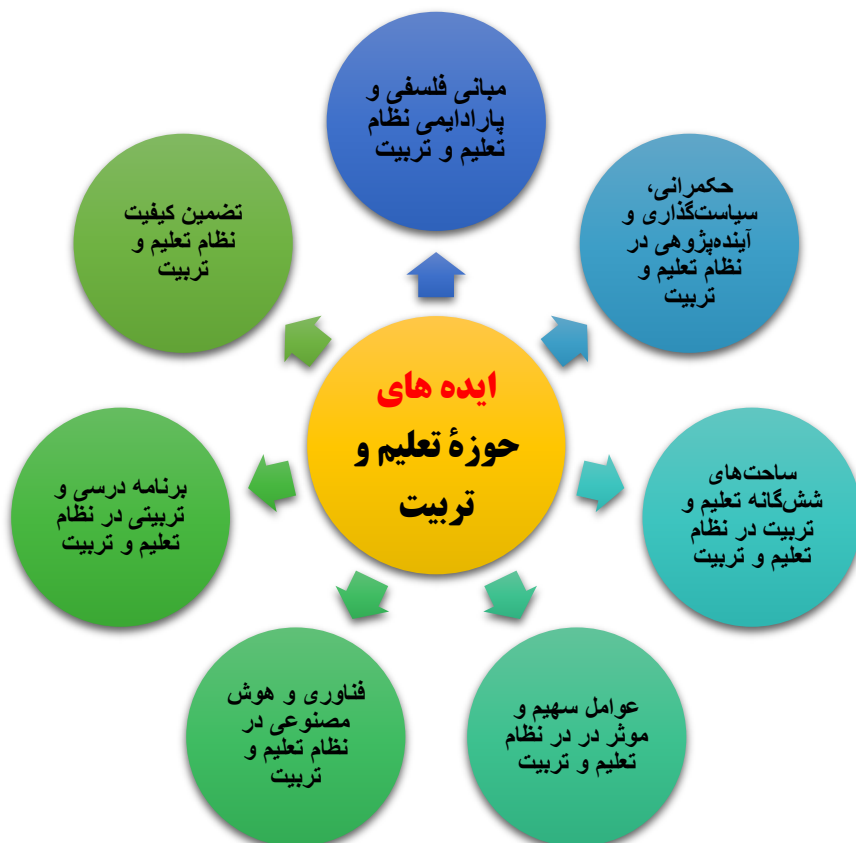 مبانی فلسفی و
پارادایمی نظام
تعلیم و تربیت
حکمرانی،
سیاست‌گذاری و
آینده‌پژوهی در
نظام تعلیم و
تربیت
ساحت‌های
شش‌گانه تعلیم و
تربیت در نظام
تعلیم و تربیت
عوامل سهیم و
موثر در در نظام
تعلیم و تربیت
فناوری و هوش
مصنوعی در
نظام تعلیم و
تربیت
برنامه درسی و
تربیتی در نظام
تعلیم و تربیت
تضمین کیفیت
نظام تعلیم و
تربیت
ایده های
حوزهٔ تعلیم و
تربیت